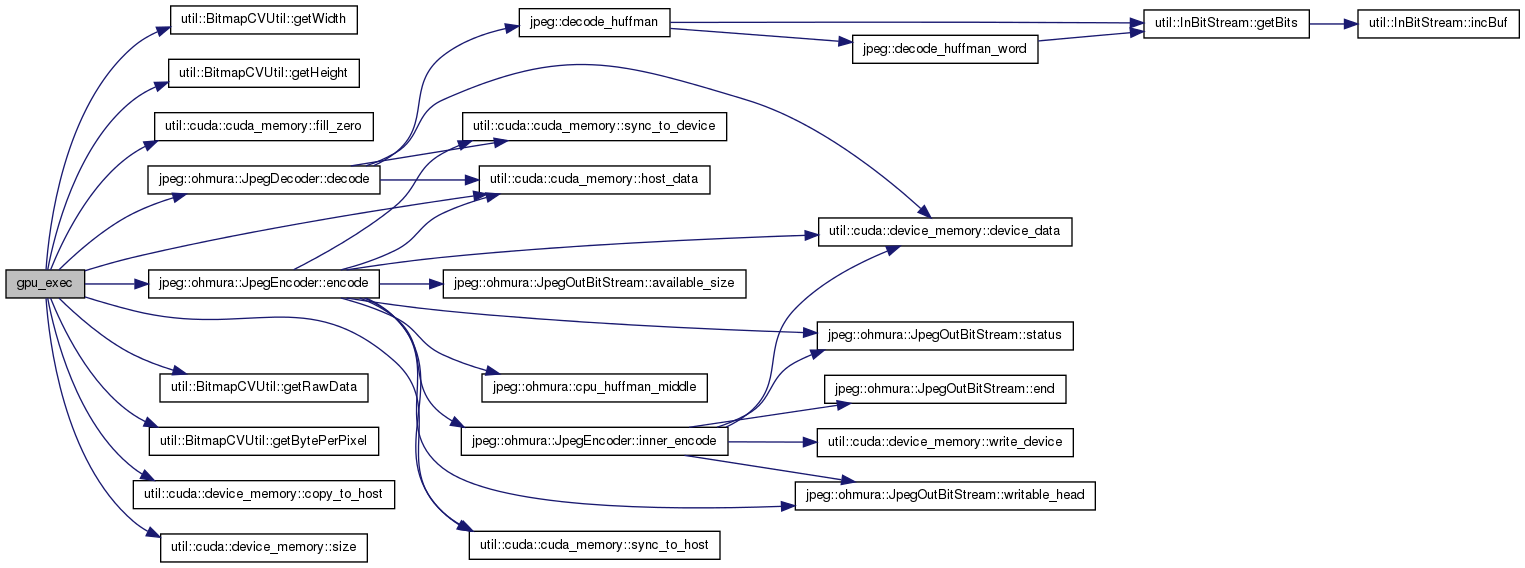 gpu_exec
util::BitmapCVUtil::getWidth
util::BitmapCVUtil::getHeight
util::cuda::cuda_memory::fill_zero
jpeg::ohmura::JpegDecoder::decode
jpeg::ohmura::JpegEncoder::encode
util::BitmapCVUtil::getRawData
util::BitmapCVUtil::getBytePerPixel
util::cuda::device_memory::copy_to_host
util::cuda::device_memory::size
jpeg::decode_huffman
util::cuda::cuda_memory::sync_to_device
util::cuda::cuda_memory::host_data
jpeg::ohmura::JpegOutBitStream::available_size
jpeg::ohmura::cpu_huffman_middle
jpeg::ohmura::JpegEncoder::inner_encode
util::cuda::cuda_memory::sync_to_host
jpeg::decode_huffman_word
util::cuda::device_memory::device_data
jpeg::ohmura::JpegOutBitStream::status
jpeg::ohmura::JpegOutBitStream::end
util::cuda::device_memory::write_device
jpeg::ohmura::JpegOutBitStream::writable_head
util::InBitStream::getBits
util::InBitStream::incBuf